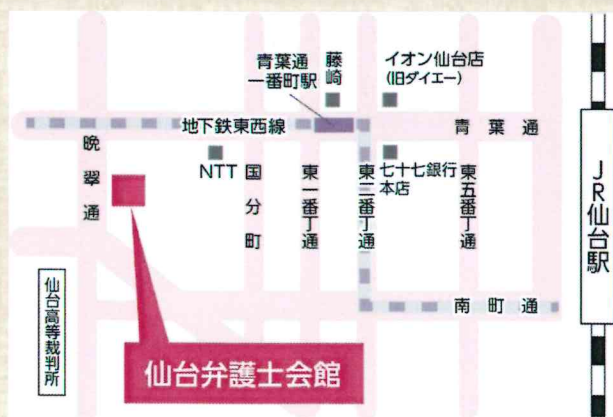 青葉通
一番町駅
藤崎
イオン仙台店
(旧ダイエー)
地下鉄東西線
青葉通
晩翠通
NTT
国分町
東一番丁通
東二番丁通
七十七銀行
本店
東五番丁通
JR仙台駅
南町通
仙台高等裁判所
仙台弁護士会館